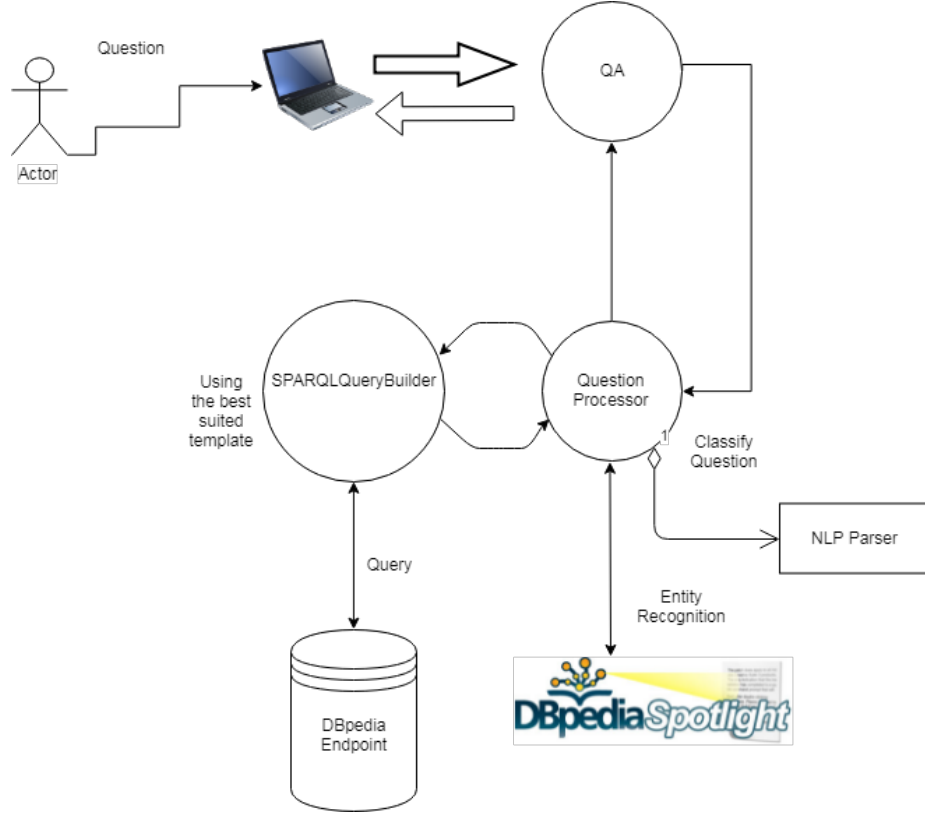 Question
QA
Actor
SPARQLQueryBuilder
Using
the best
suited
template
Question
Processor
1
Classify
Question
NLP Parser
Query
Entity
Recognition
DBpedia
Endpoint
DBpediaSpotlight